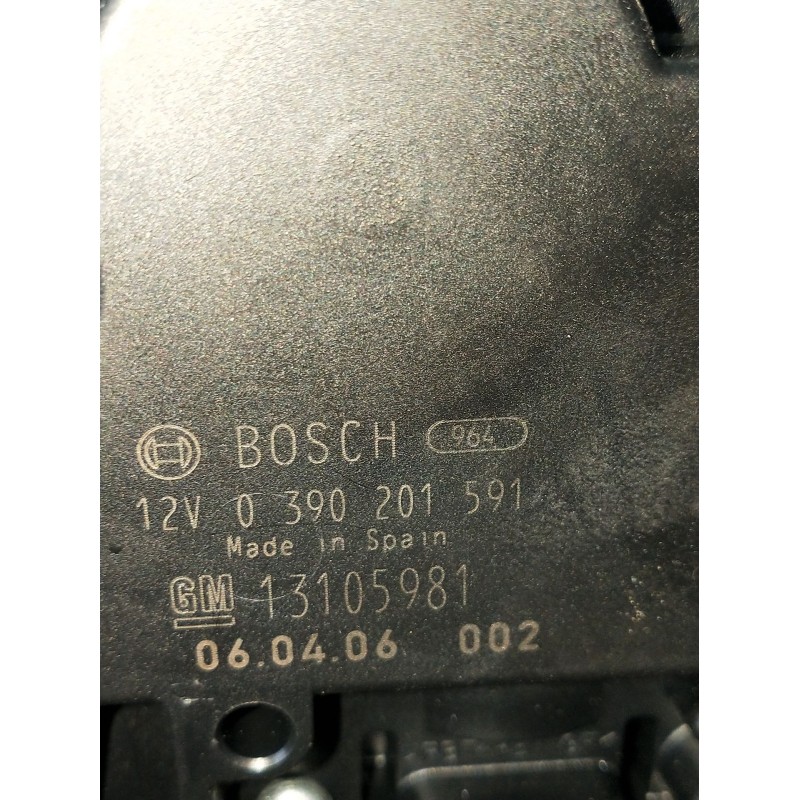 BOSCH 964
12V 0 390 201 591
Made in Spain
GM 13105981
06.04.06 002